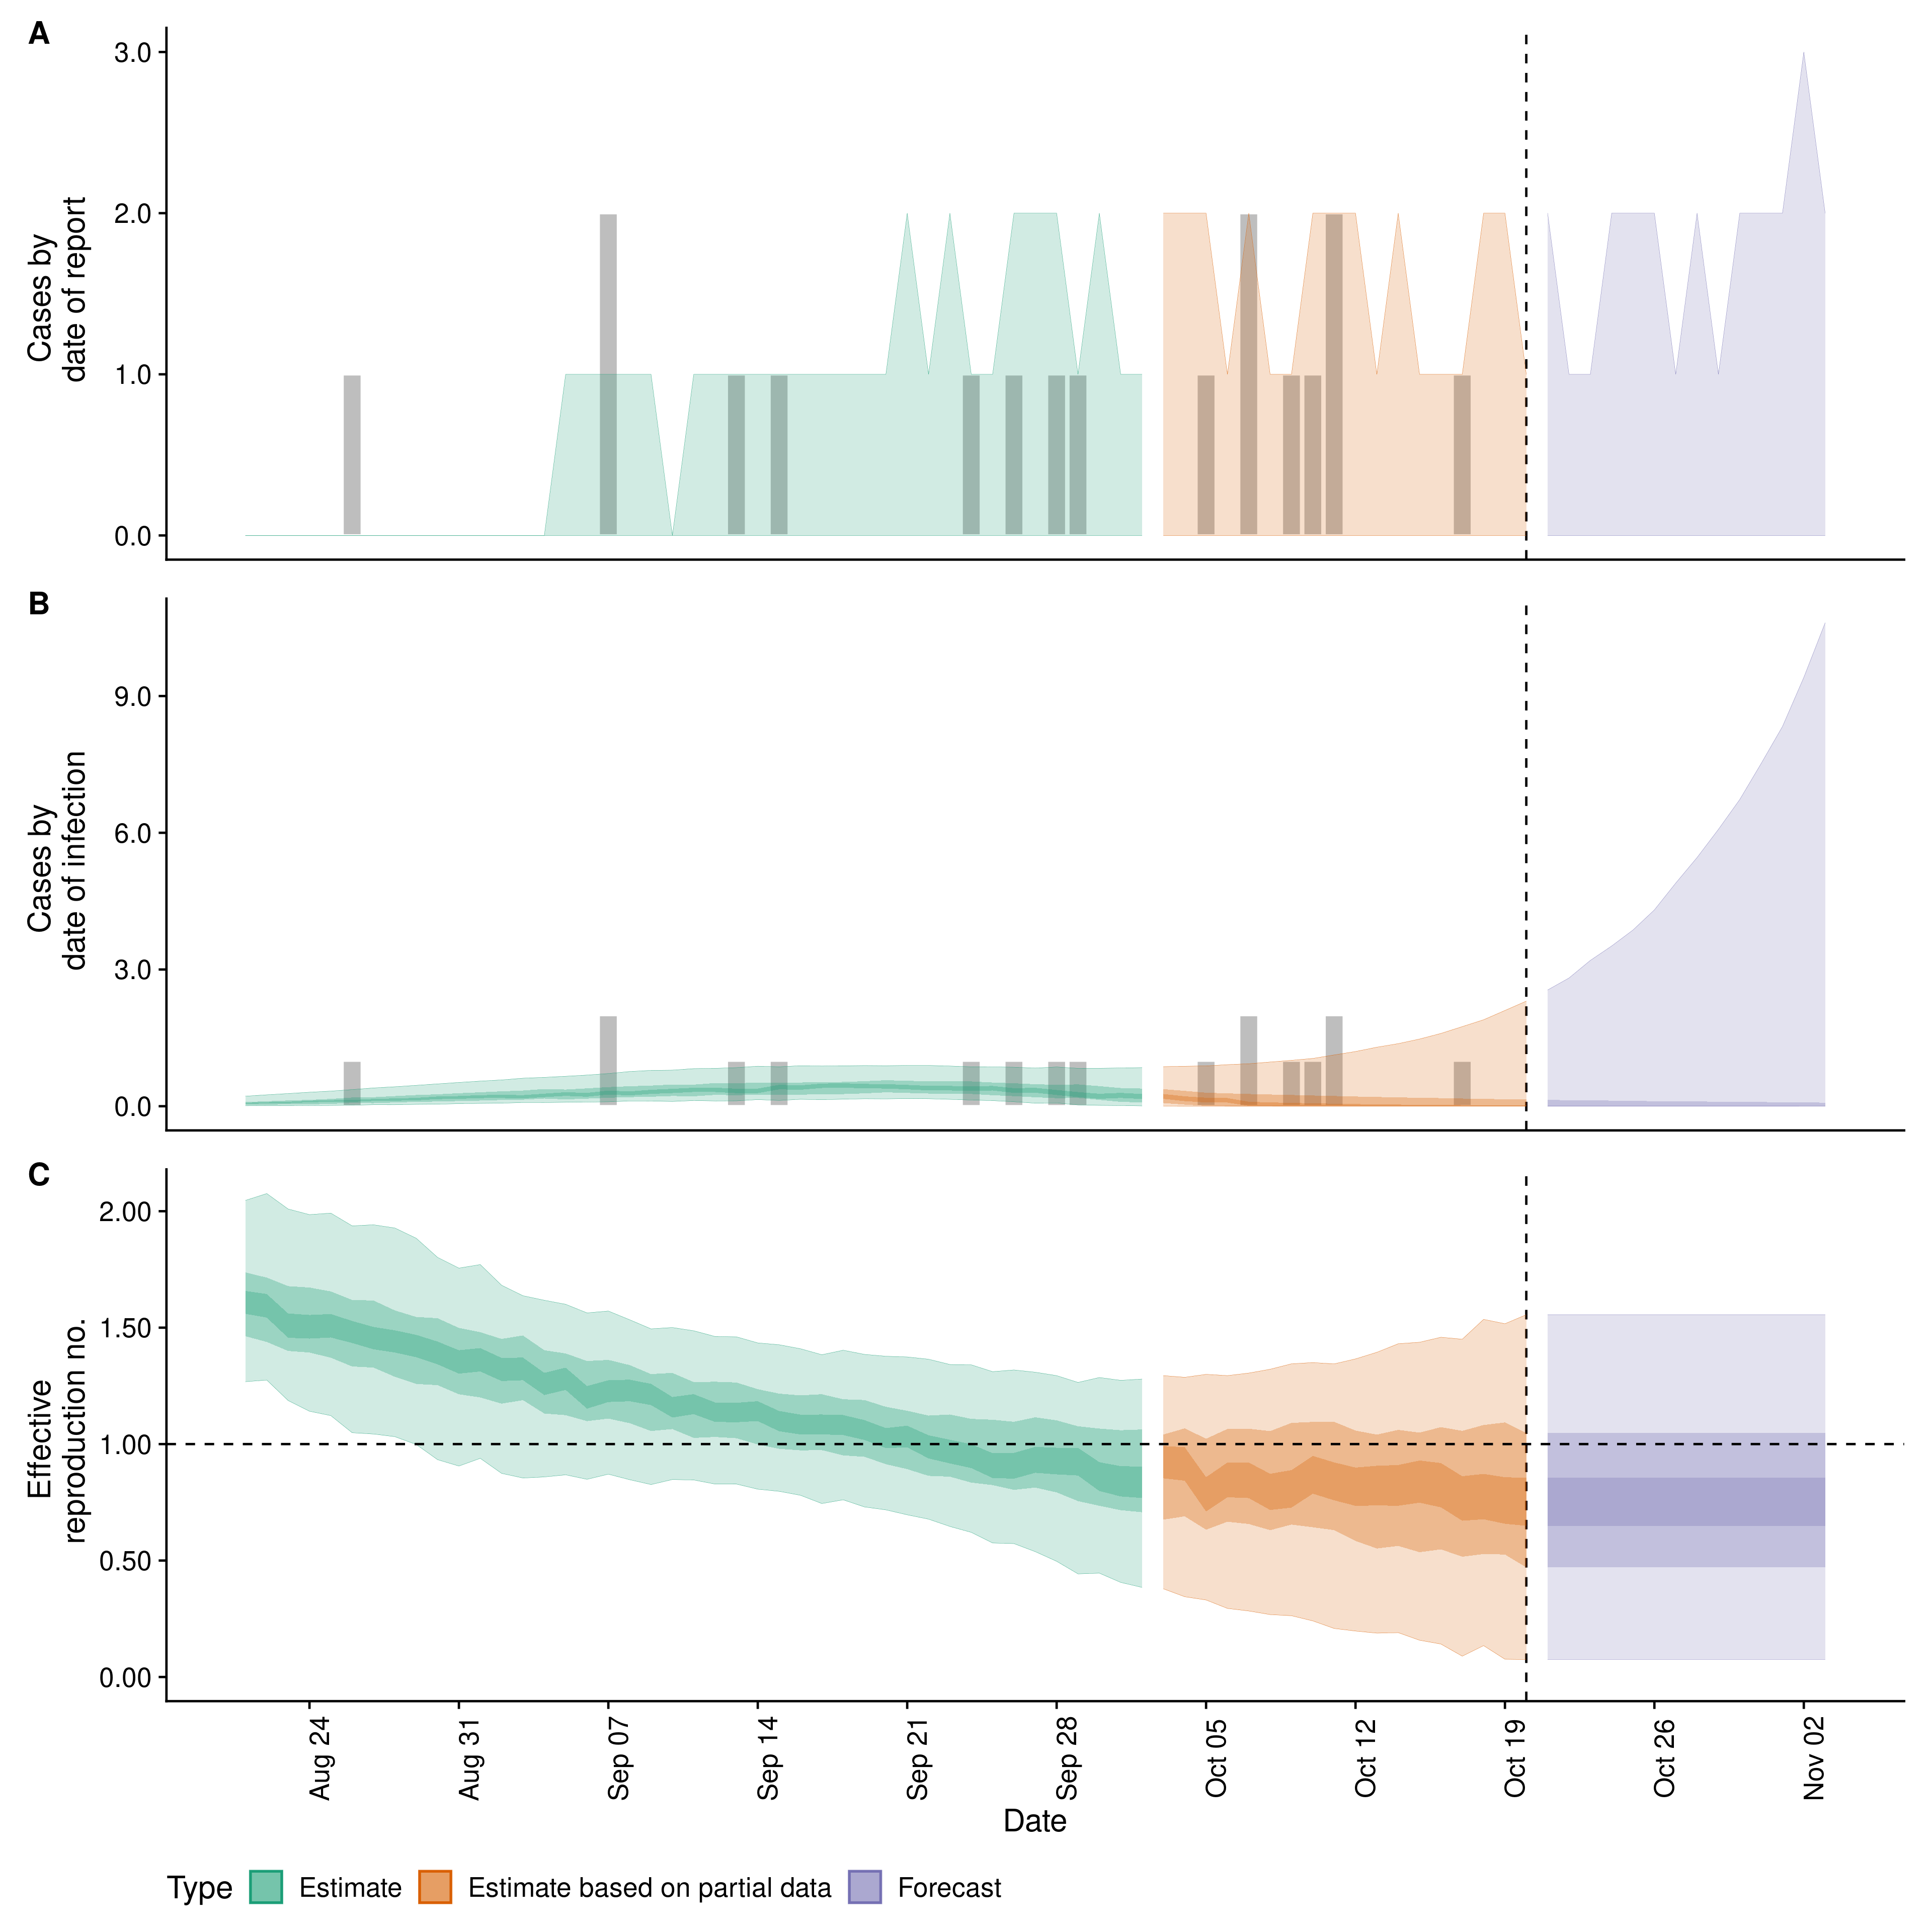 A
Cases by
date of report
3.0
2.0
1.0
0.0
B
Cases by
date of infection
9.0
6.0
3.0
0.0
C
Effective
reproduction no.
2.00
1.50
1.00
0.50
0.00
Aug 24
Aug 31
Sep 07
Sep 14
Sep 21
Sep 28
Oct 05
Oct 12
Oct 19
Oct 26
Nov 02
Date
Type Estimate Estimate based on partial data Forecast